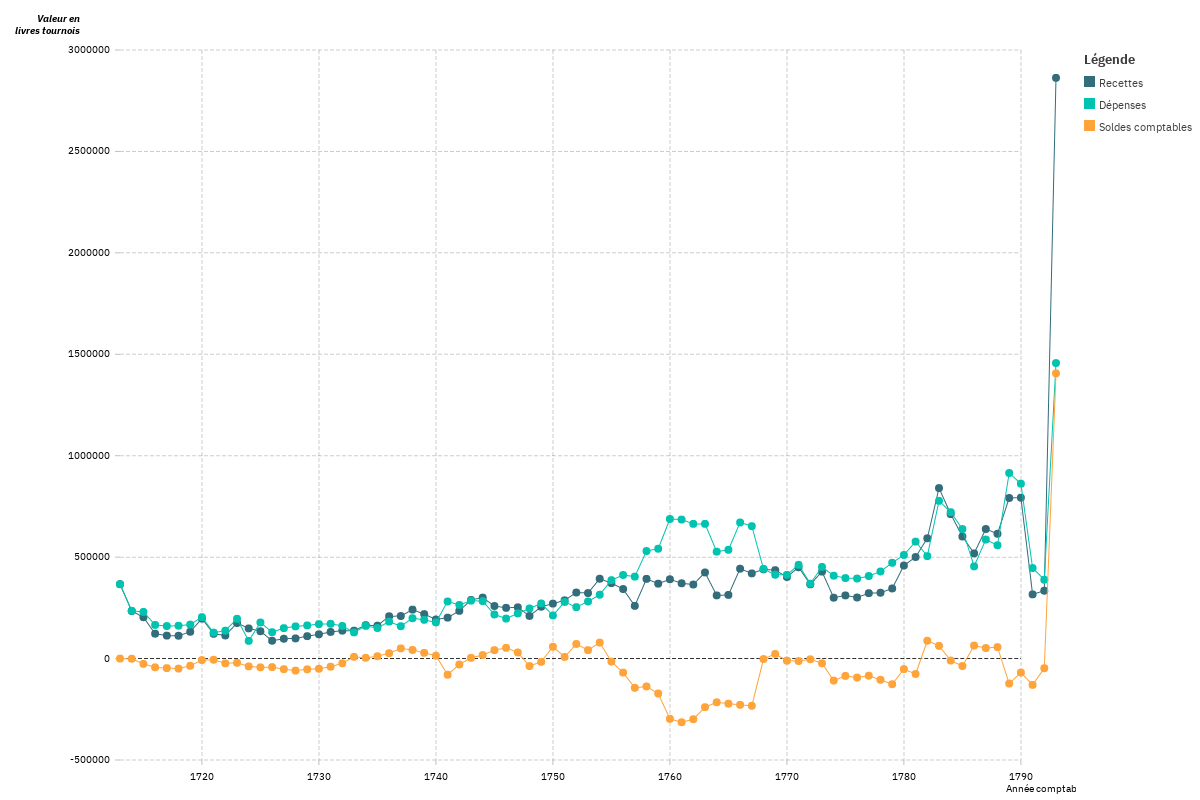 Valeur en
livres tournois
3000000
2500000
2000000
1500000
1000000
500000
0
-500000
1720
1730
1740
1750
1760
1770
1780
1790
Année comptab
Légende
Recettes
Dépenses
Soldes comptables